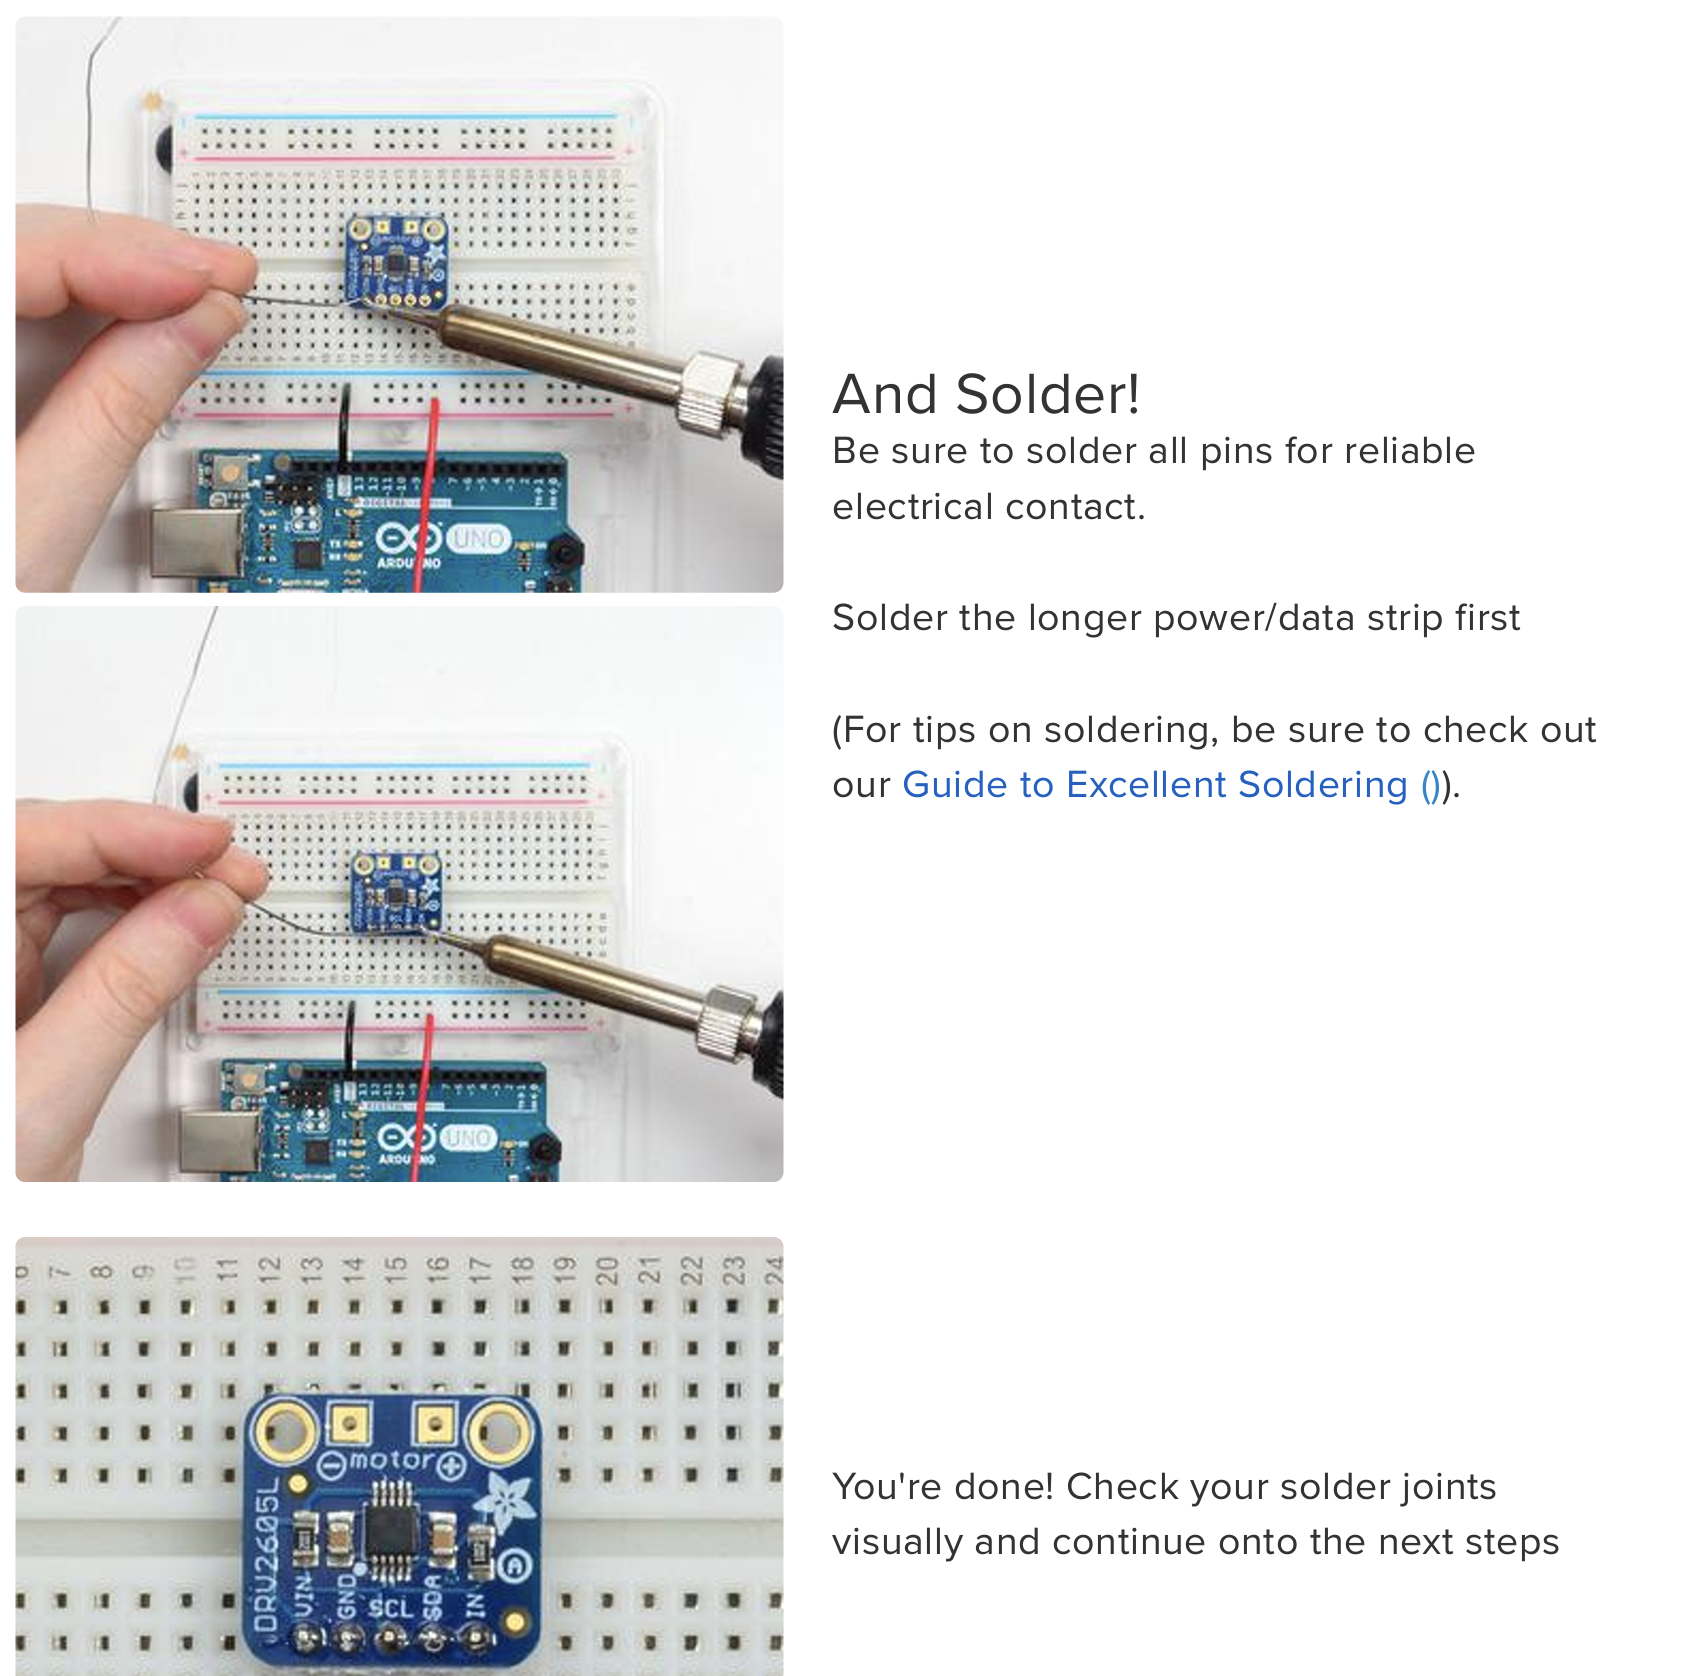 And Solder!
Be sure to solder all pins for reliable
electrical contact.
Solder the longer power/data strip first
(For tips on soldering, be sure to check out
our Guide to Excellent Soldering ()).
ARDUINO
UNO
ARDUINO
UNO
7 8 9 10 11 12 13 14 15 16 17 18 19 20 21 22 23 24
- motor +
DRV2605L
VIN GND SCL SDA IN
You're done! Check your solder joints
visually and continue onto the next steps